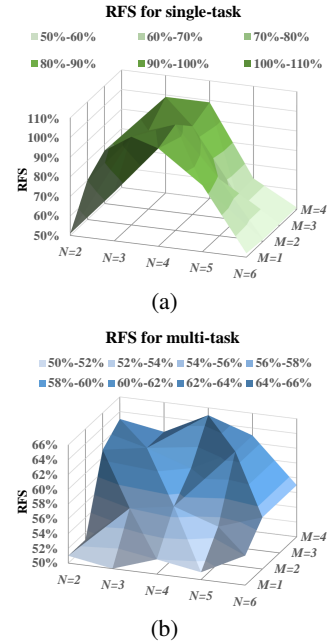 RFS for single-task
50%-60% 60%-70% 70%-80%
80%-90% 90%-100% 100%-110%
110%
100%
90%
80%
70%
60%
50%
RFS
N=2
N=3
N=4
N=5
N=6
M=1
M=2
M=3
M=4
(a)
RFS for multi-task
50%-52% 52%-54% 54%-56% 56%-58%
58%-60% 60%-62% 62%-64% 64%-66%
66%
64%
62%
60%
58%
56%
54%
52%
50%
RFS
N=2
N=3
N=4
N=5
N=6
M=1
M=2
M=3
M=4
(b)